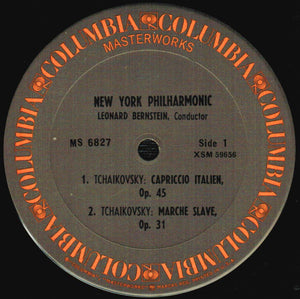 COLUMBIA COLUMBIA COLUMBIA COLUMBIA COLUMBIA COLUMBIA
MASTERWORKS
NEW YORK PHILHARMONIC
LEONARD BERNSTEIN, Conductor
MS 6827
Side 1
XSM 59656
1. TCHAIKOVSKY: CAPRICCIO ITALIEN,
Op. 45
2. TCHAIKOVSKY: MARCHE SLAVE,
Op. 31